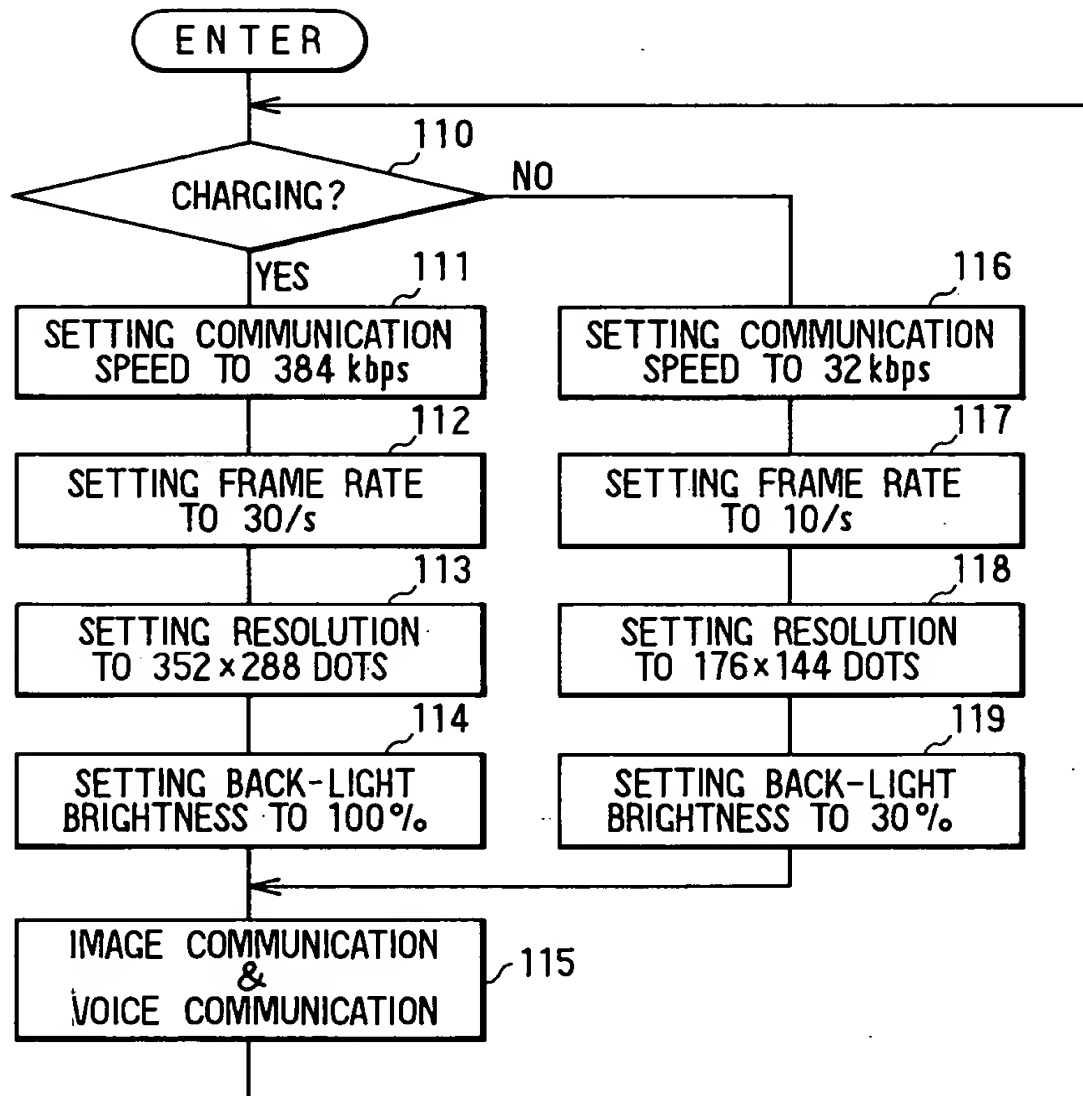 ENTER
110
CHARGING?
NO
YES
111
SETTING COMMUNICATION
SPEED TO 384 kbps
112
SETTING FRAME RATE
TO 30/s
113
SETTING RESOLUTION
TO 352×288 DOTS
114
SETTING BACK-LIGHT
BRIGHTNESS TO 100%
116
SETTING COMMUNICATION
SPEED TO 32 kbps
117
SETTING FRAME RATE
TO 10/s
118
SETTING RESOLUTION
TO 176×144 DOTS
119
SETTING BACK-LIGHT
BRIGHTNESS TO 30%
IMAGE COMMUNICATION
&
VOICE COMMUNICATION
115